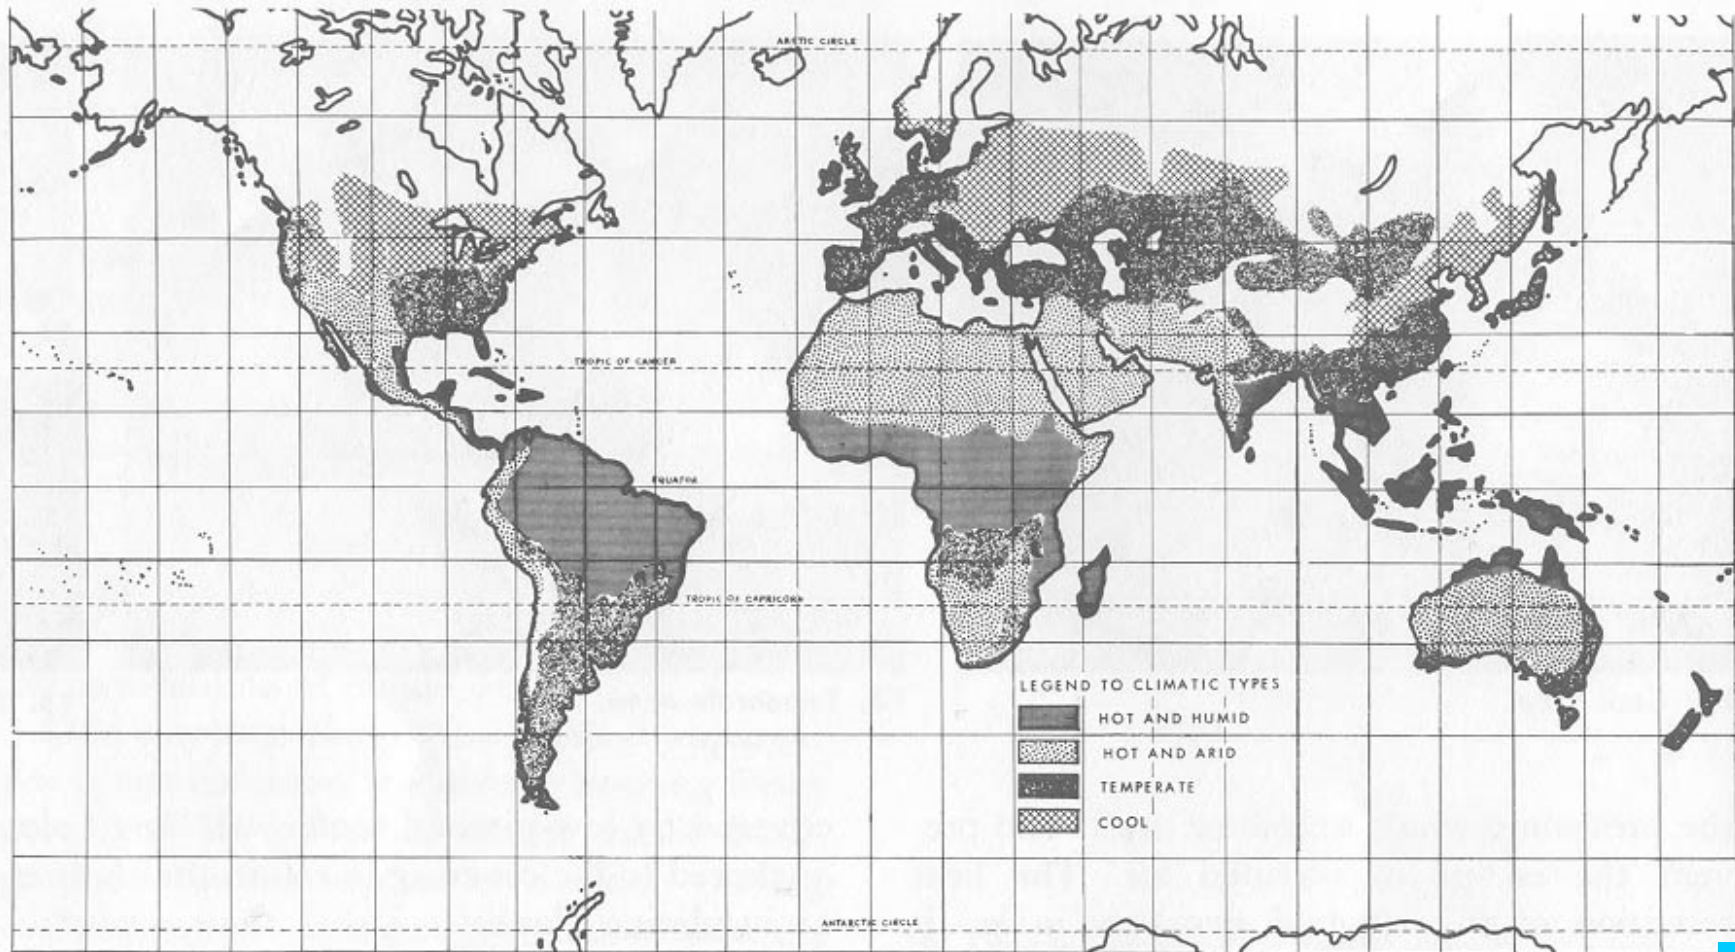 ARCTIC CIRCLE
TROPIC OF CANCER
EQUATOR
TROPIC OF CAPRICORN
LEGEND TO CLIMATIC TYPES
HOT AND HUMID
HOT AND ARID
TEMPERATE
COOL
ANTARCTIC CIRCLE